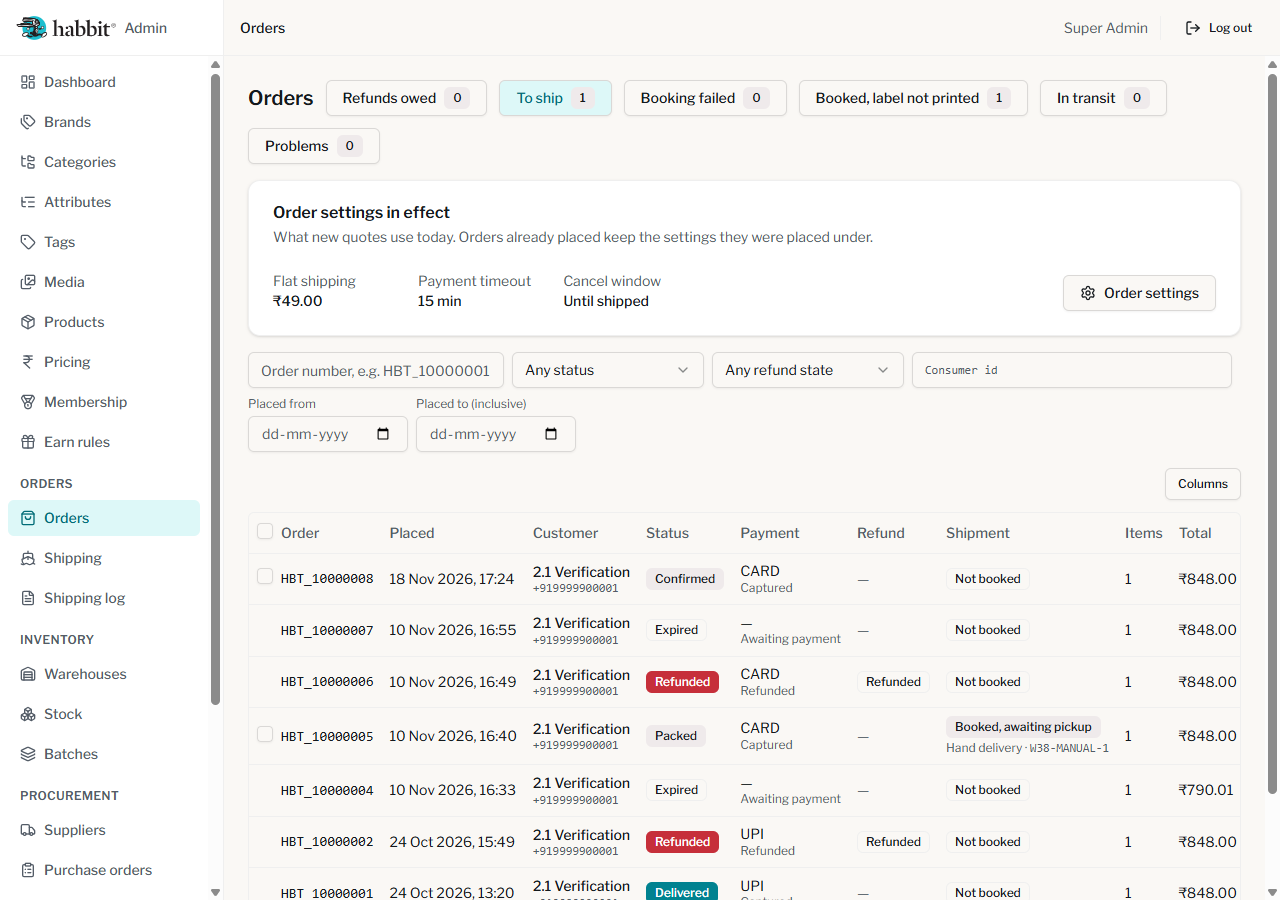 habbit® Admin
Orders
Super Admin
Log out
Dashboard
Brands
Categories
Attributes
Tags
Media
Products
Pricing
Membership
Earn rules
ORDERS
Orders
Shipping
Shipping log
INVENTORY
Warehouses
Stock
Batches
PROCUREMENT
Suppliers
Purchase orders
Orders
Refunds owed 0
To ship 1
Booking failed 0
Booked, label not printed 1
In transit 0
Problems 0
Order settings in effect
What new quotes use today. Orders already placed keep the settings they were placed under.
Flat shipping Payment timeout Cancel window
₹49.00 15 min Until shipped
Order settings
Order number, e.g. HBT_10000001 Any status Any refund state Consumer id
Placed from Placed to (inclusive)
dd-mm-yyyy dd-mm-yyyy
Columns
Order Placed Customer Status Payment Refund Shipment Items Total
HBT_10000008 18 Nov 2026, 17:24 2.1 Verification Confirmed CARD — Not booked 1 ₹848.00
+919999900001 Captured
HBT_10000007 10 Nov 2026, 16:55 2.1 Verification Expired — — Not booked 1 ₹848.00
+919999900001 Awaiting payment
HBT_10000006 10 Nov 2026, 16:49 2.1 Verification Refunded CARD Refunded Not booked 1 ₹848.00
+919999900001 Refunded
HBT_10000005 10 Nov 2026, 16:40 2.1 Verification Packed CARD — Booked, awaiting pickup 1 ₹848.00
+919999900001 Captured Hand delivery · W38-MANUAL-1
HBT_10000004 10 Nov 2026, 16:33 2.1 Verification Expired — — Not booked 1 ₹790.01
+919999900001 Awaiting payment
HBT_10000002 24 Oct 2026, 15:49 2.1 Verification Refunded UPI Refunded Not booked 1 ₹848.00
+919999900001 Refunded
HBT_10000001 24 Oct 2026, 13:20 2.1 Verification Delivered UPI — Not booked 1 ₹848.00